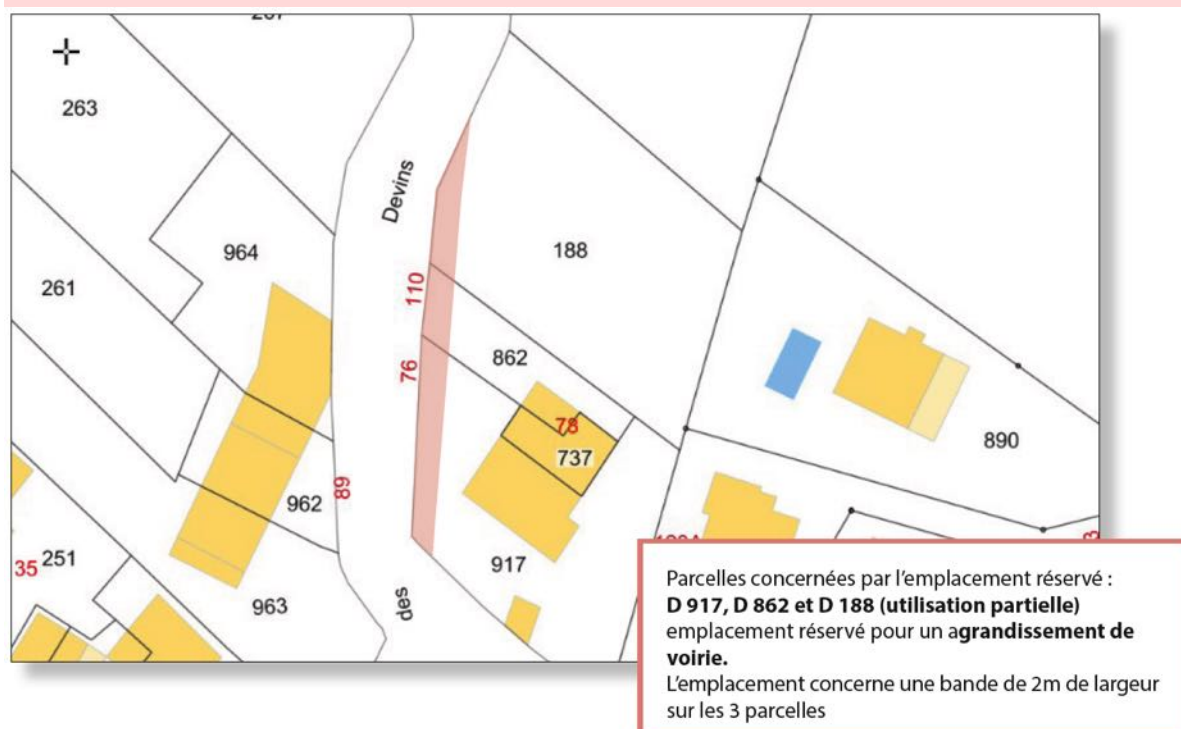 263
Devins
964
188
261
110
862
76
78
737
890
89
962
251
35
917
963
des
Parcelles concernées par l'emplacement réservé :
D 917, D 862 et D 188 (utilisation partielle)
emplacement réservé pour un agrandissement de
voirie.
L'emplacement concerne une bande de 2m de largeur
sur les 3 parcelles